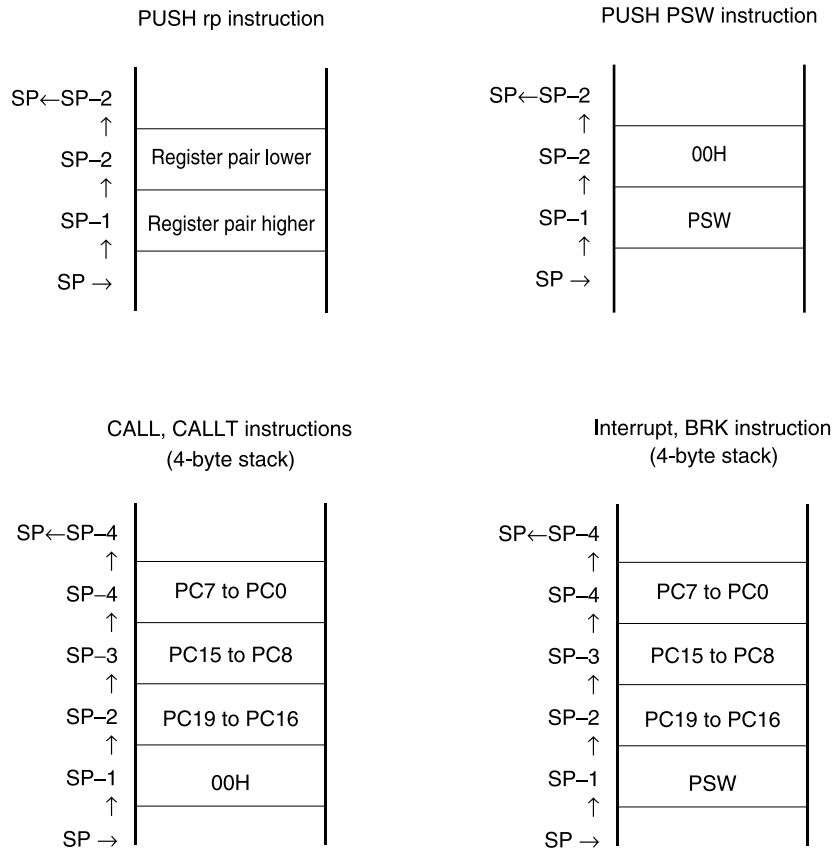 PUSH rp instruction
SP←SP–2
↑
SP–2
Register pair lower
↑
SP–1
Register pair higher
↑
SP →
PUSH PSW instruction
SP←SP–2
↑
SP–2
00H
↑
SP–1
PSW
↑
SP →
CALL, CALLT instructions
(4-byte stack)
SP←SP–4
↑
SP–4
PC7 to PC0
↑
SP–3
PC15 to PC8
↑
SP–2
PC19 to PC16
↑
SP–1
00H
↑
SP →
Interrupt, BRK instruction
(4-byte stack)
SP←SP–4
↑
SP–4
PC7 to PC0
↑
SP–3
PC15 to PC8
↑
SP–2
PC19 to PC16
↑
SP–1
PSW
↑
SP →